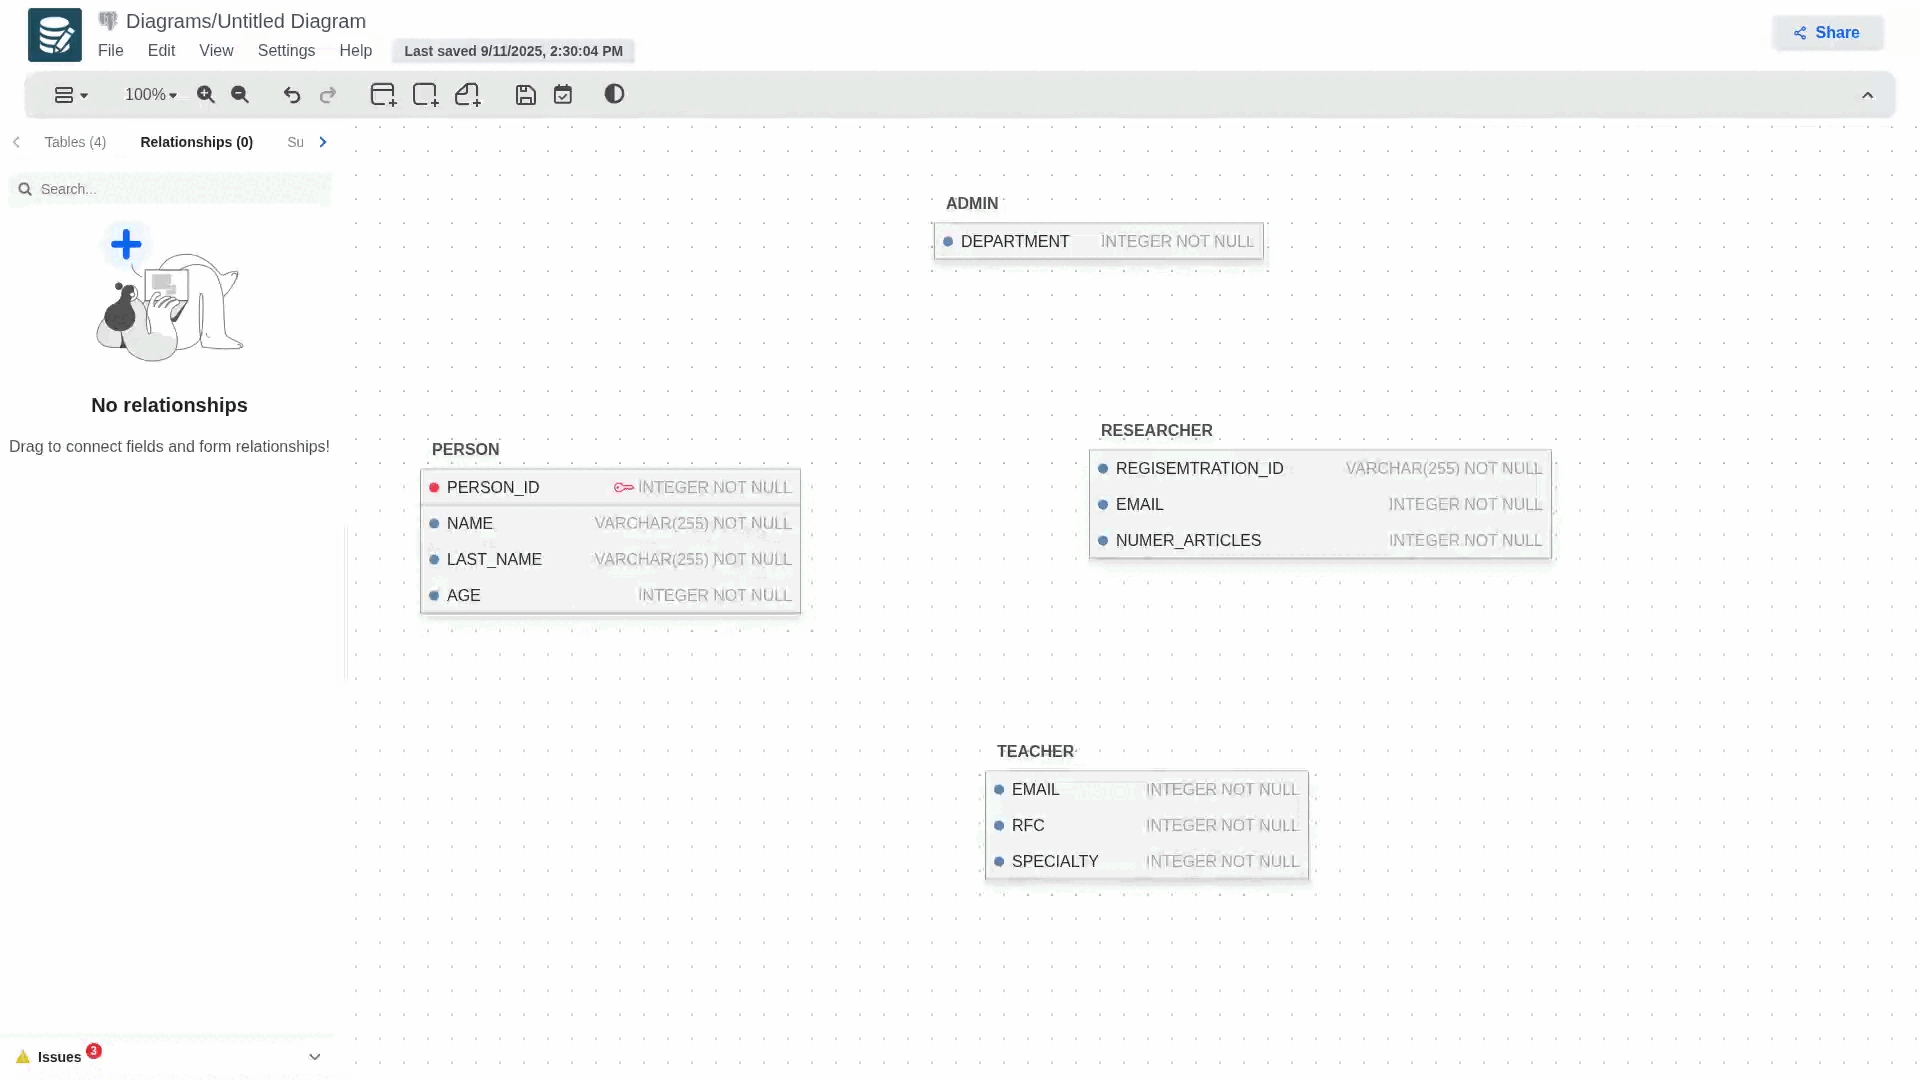 Diagrams/Untitled Diagram
File Edit View Settings Help Last saved 9/11/2025, 2:30:04 PM
Share
100%
Tables (4) Relationships (0) Su
Search...
No relationships
Drag to connect fields and form relationships!
ADMIN
DEPARTMENT INTEGER NOT NULL
RESEARCHER
REGISEMTRATION_ID VARCHAR(255) NOT NULL
EMAIL INTEGER NOT NULL
NUMER_ARTICLES INTEGER NOT NULL
PERSON
PERSON_ID INTEGER NOT NULL
NAME VARCHAR(255) NOT NULL
LAST_NAME VARCHAR(255) NOT NULL
AGE INTEGER NOT NULL
TEACHER
EMAIL INTEGER NOT NULL
RFC INTEGER NOT NULL
SPECIALTY INTEGER NOT NULL
Issues 3